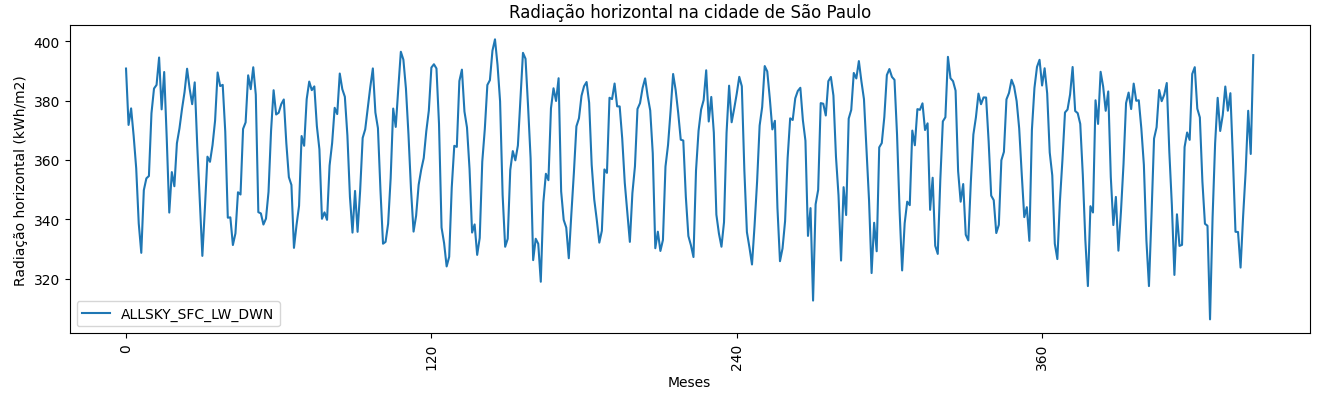 Radiação horizontal na cidade de São Paulo
Radiação horizontal (kWh/m2)
400
380
360
340
320
ALLSKY_SFC_LW_DWN
0
120
240
360
Meses